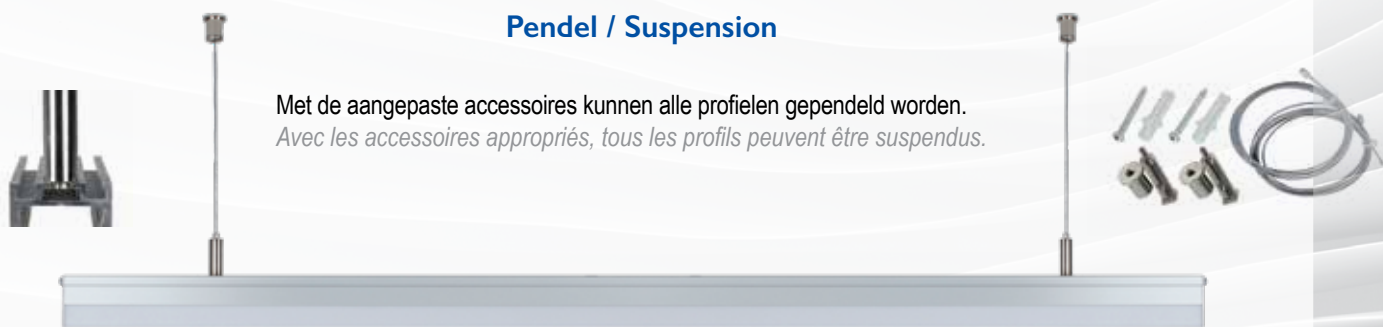 Pendel / Suspension
Met de aangepaste accessoires kunnen alle profielen gependeld worden.
Avec les accessoires appropriés, tous les profils peuvent être suspendus.